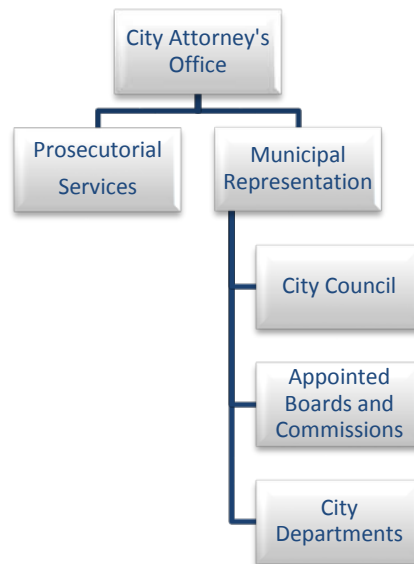 City Attorney's
Office
Prosecutorial
Services
Municipal
Representation
City Council
Appointed
Boards and
Commissions
City
Departments